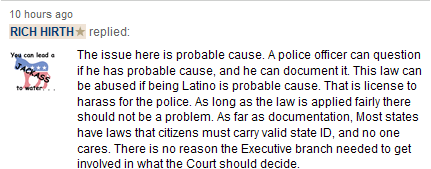 10 hours ago
RICH HIRTH★ replied:
You can lead a
JACKASS
to water...
The issue here is probable cause. A police officer can question
if he has probable cause, and he can document it. This law can
be abused if being Latino is probable cause. That is license to
harass for the police. As long as the law is applied fairly there
should not be a problem. As far as documentation, Most states
have laws that citizens must carry valid state ID, and no one
cares. There is no reason the Executive branch needed to get
involved in what the Court should decide.